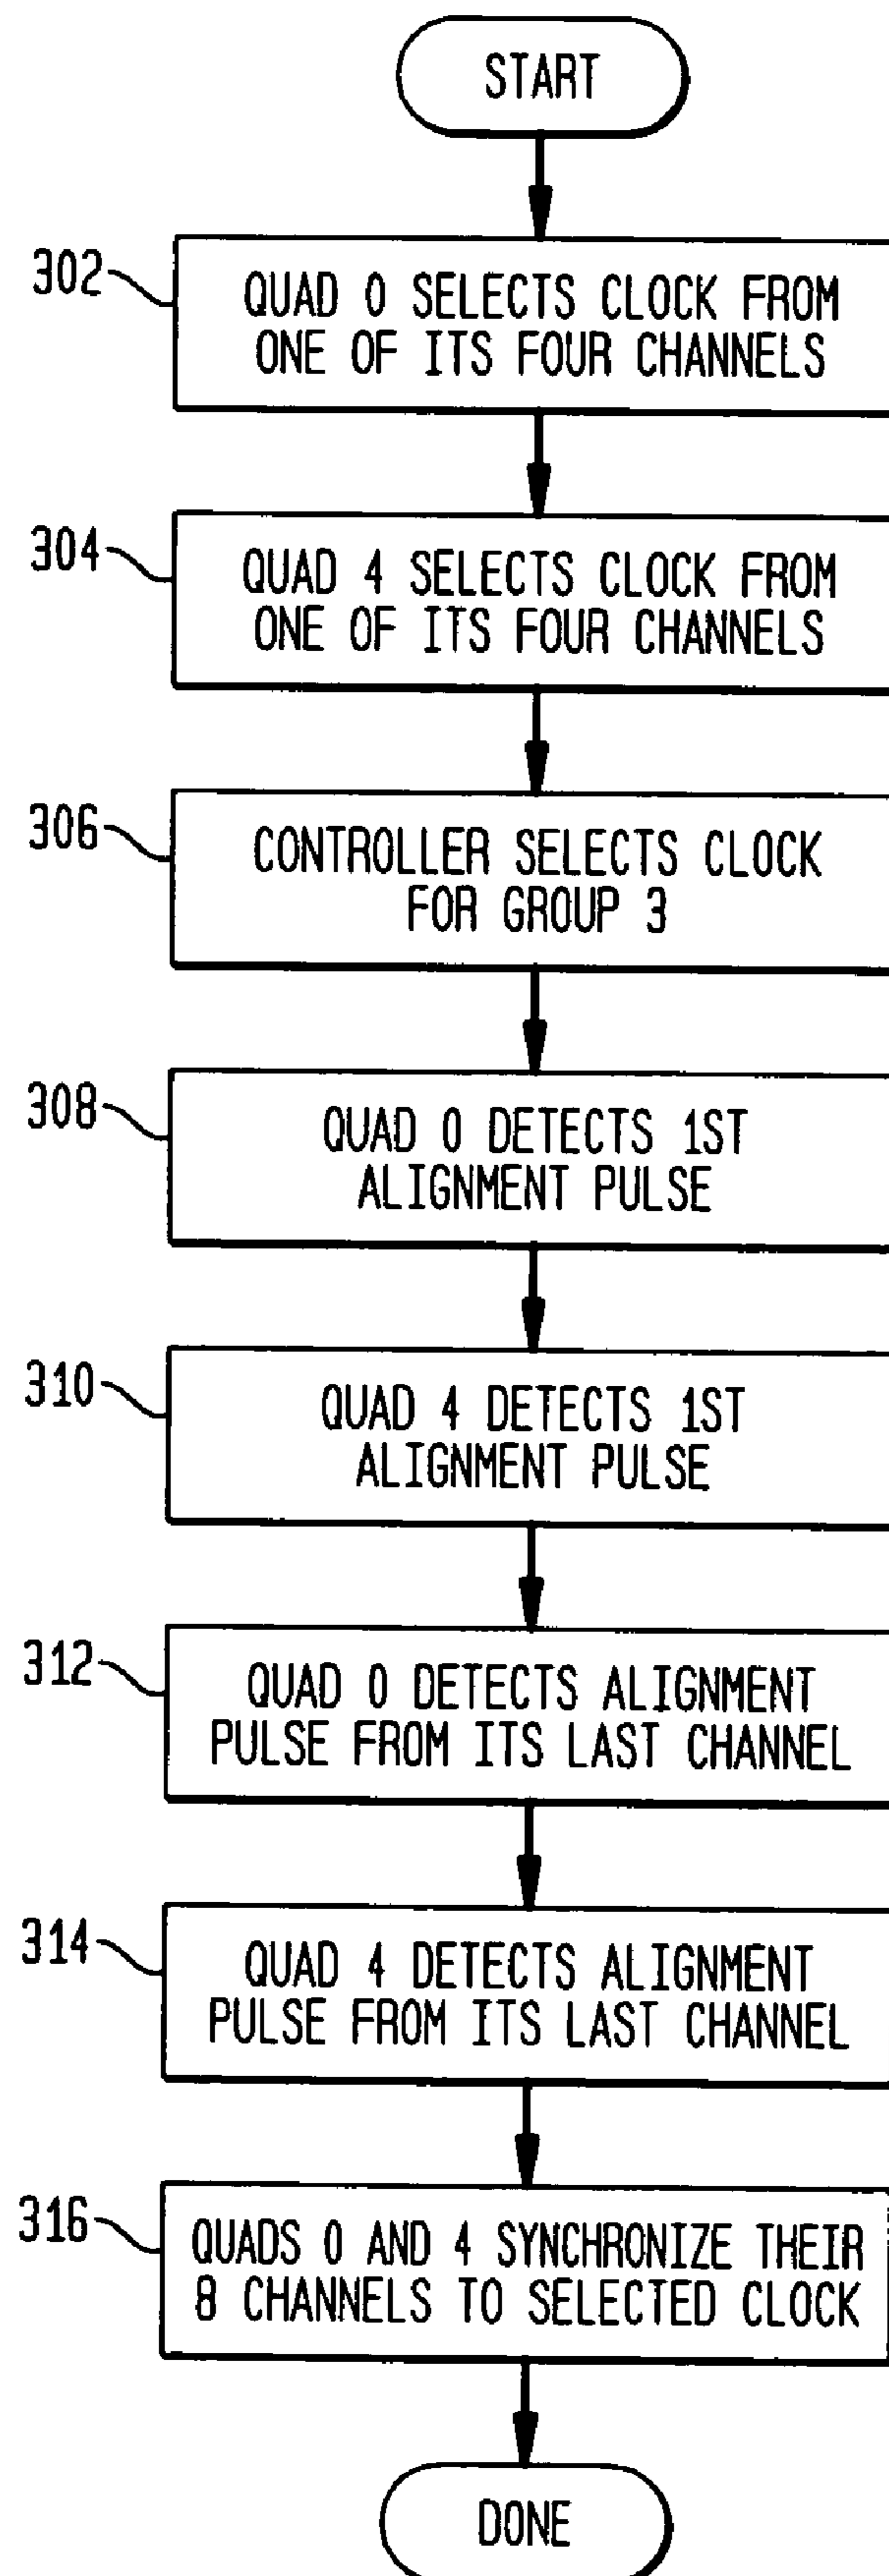 START
302
QUAD 0 SELECTS CLOCK FROM
ONE OF ITS FOUR CHANNELS
304
QUAD 4 SELECTS CLOCK FROM
ONE OF ITS FOUR CHANNELS
306
CONTROLLER SELECTS CLOCK
FOR GROUP 3
308
QUAD 0 DETECTS 1ST
ALIGNMENT PULSE
310
QUAD 4 DETECTS 1ST
ALIGNMENT PULSE
312
QUAD 0 DETECTS ALIGNMENT
PULSE FROM ITS LAST CHANNEL
314
QUAD 4 DETECTS ALIGNMENT
PULSE FROM ITS LAST CHANNEL
316
QUADS 0 AND 4 SYNCHRONIZE THEIR
8 CHANNELS TO SELECTED CLOCK
DONE